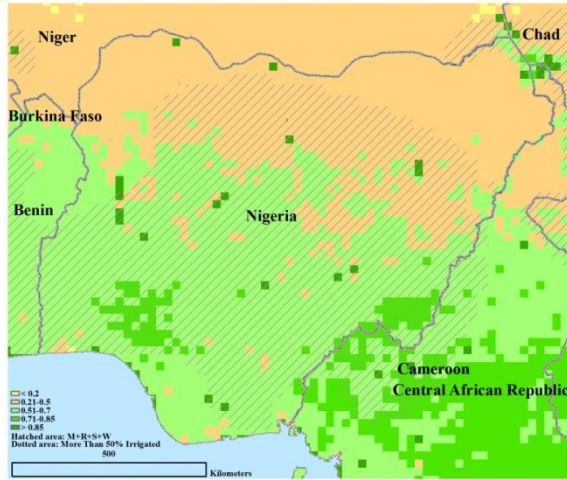 Niger
Chad
Burkina Faso
Benin
Nigeria
Cameroon
Central African Republic
< 0.2
0.21-0.5
0.51-0.7
0.71-0.85
> 0.85
Hatched area: M+R+S+W
Dotted area: More Than 50% Irrigated
500
Kilometers